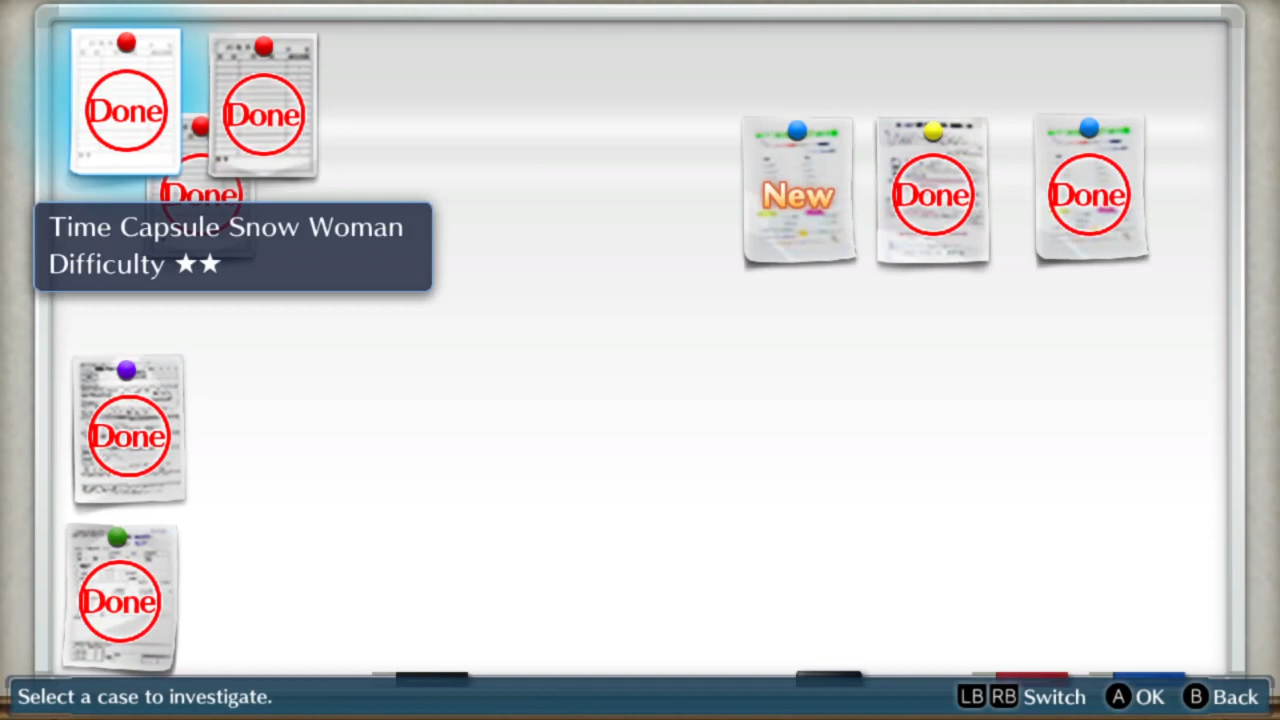 Done
Done
Done
New
Done
Done
Time Capsule Snow Woman
Difficulty ★★
Done
Done
Select a case to investigate.
LB RB Switch A OK B Back